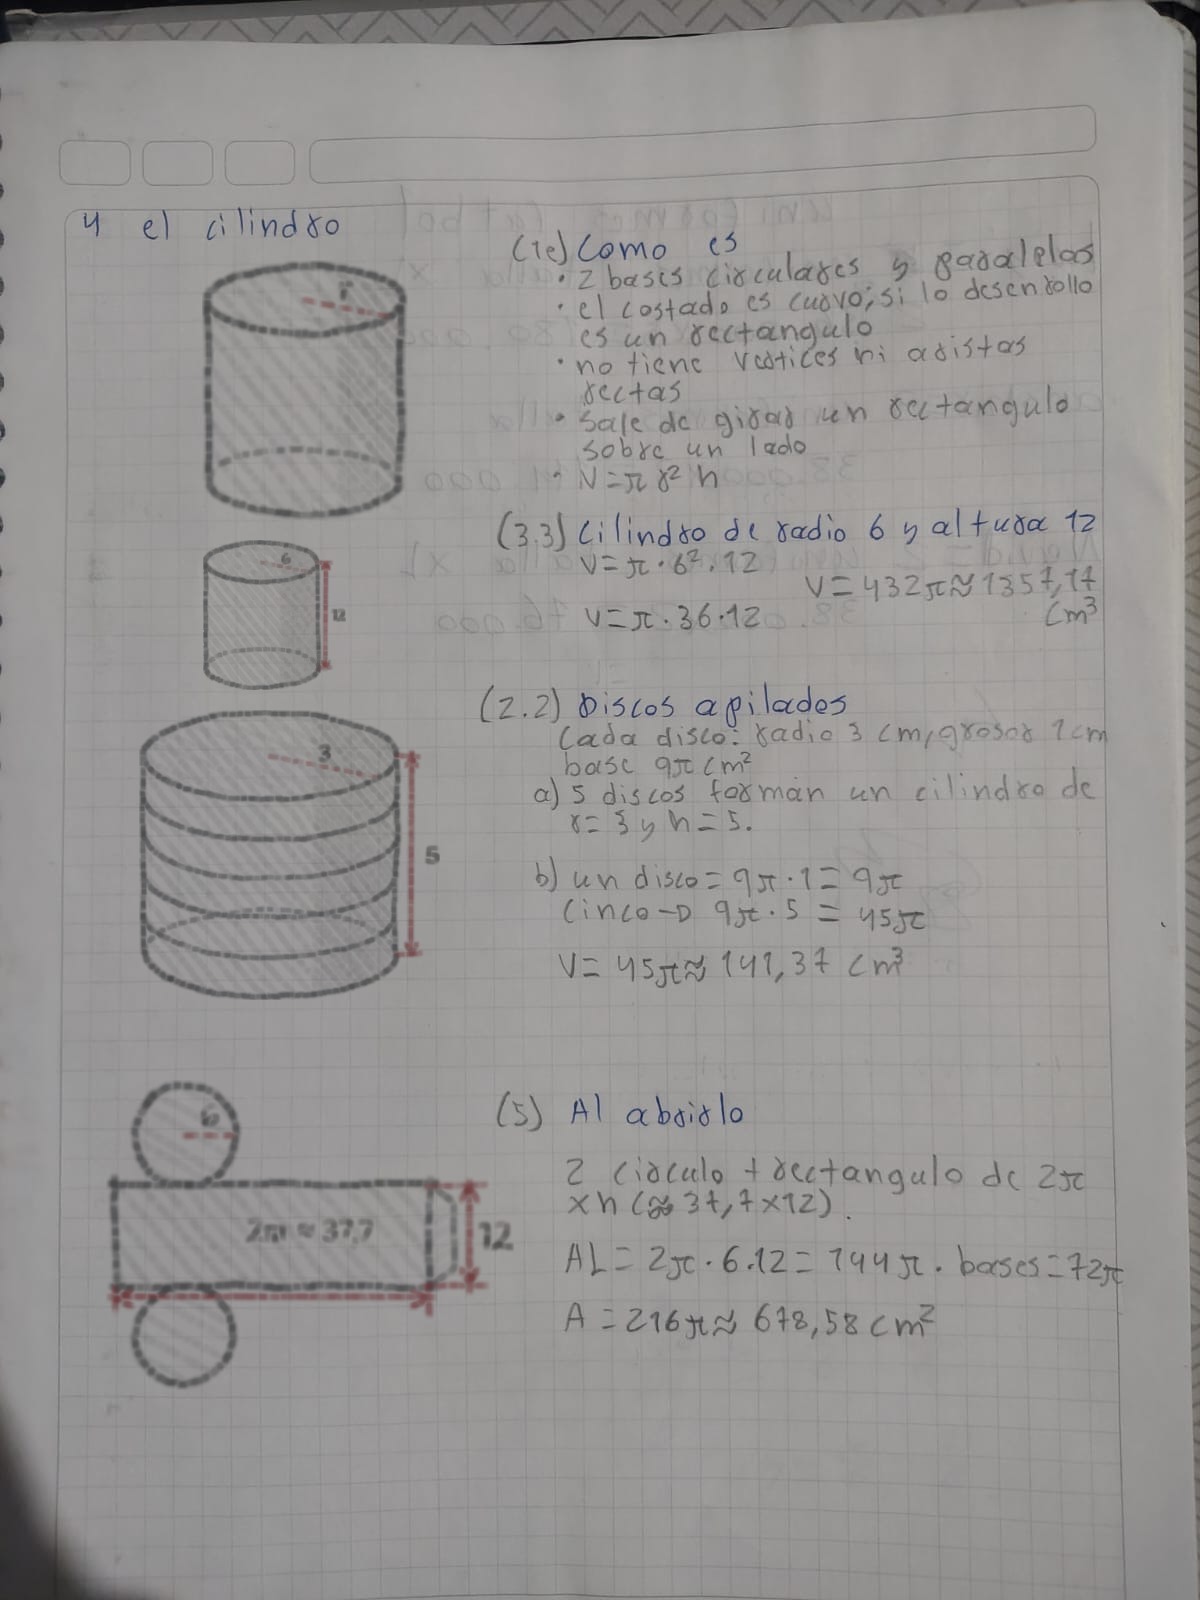 4 el cilindro
(1e) Como es
• 2 bases circulares y paralelas
• el costado es curvo; si lo desenrollo
es un rectangulo
• no tiene vertices ni aristas
rectas
• sale de girar un rectangulo
sobre un lado
• V=π r² h
r
(3.3) Cilindro de radio 6 y altura 12
V=π·6².12
V=432π≈1357,17
cm³
V=π.36.12
6
12
(2.2) Discos apilados
Cada disco: radio 3 cm, grosor 1cm
base 9π cm²
a) 5 discos forman un cilindro de
r=3 y h=5.
3
5
b) un disco=9π.1=9π
Cinco→ 9π.5 = 45π
V= 45π≈141,37 cm³
(5) Al abrirlo
2 circulo + rectangulo de 2π
xh (≈37,7x12).
AL=2π.6.12=144π. bases=72π
A=216π≈678,58 cm²
6
2πr ≈ 37,7
12